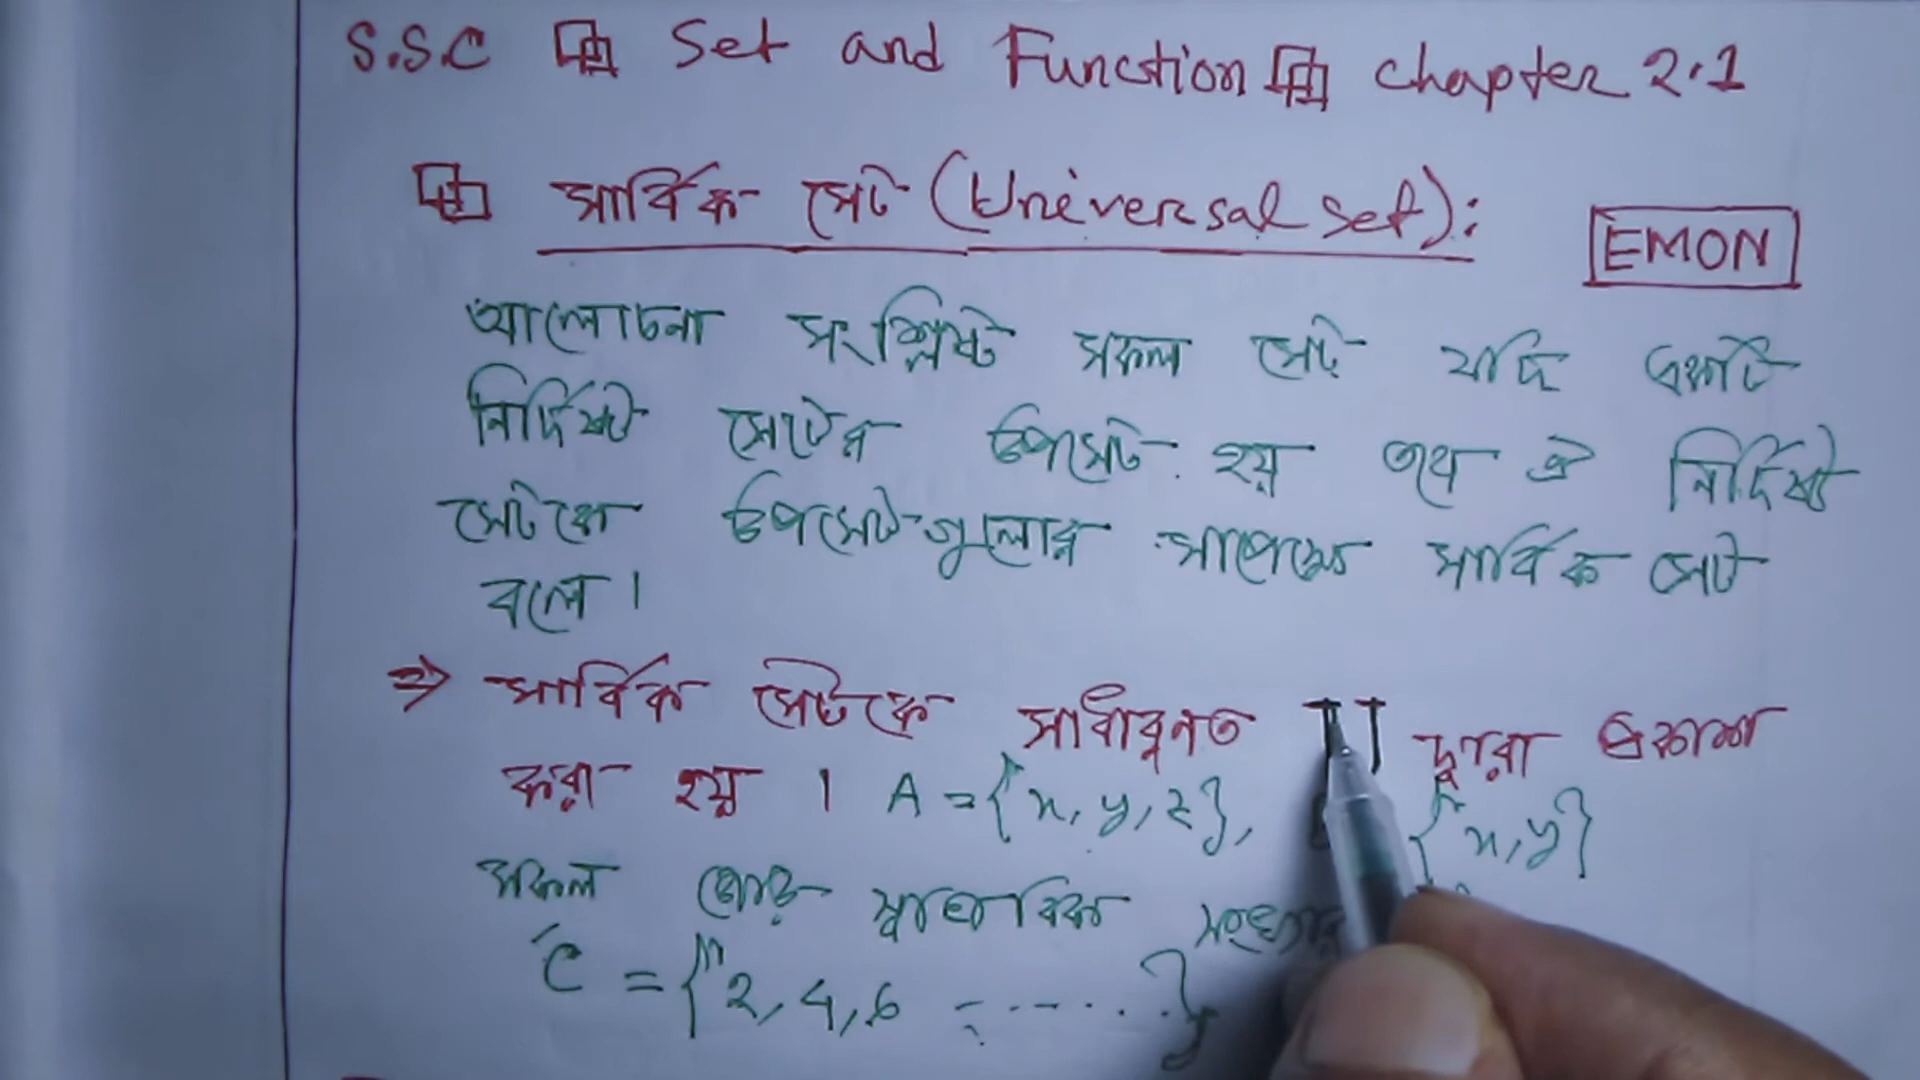 S.S.C Set and Function chapter 2.1
সার্বিক সেট (Universal set):
EMON
আলোচনা সংশ্লিষ্ট সকল সেট যদি একটি
নির্দিষ্ট সেটের উপসেট হয় তবে ঐ নির্দিষ্ট
সেটকে উপসেটগুলোর সাপেক্ষে সার্বিক সেট
বলে।
⇒ সার্বিক সেটকে সাধারনত U দ্বারা প্রকাশ
করা হয়। A = {x, y, z}, {x, y}
সকল জোড় স্বাভাবিক সংখ্যার
C = {2, 4, 6 ......}